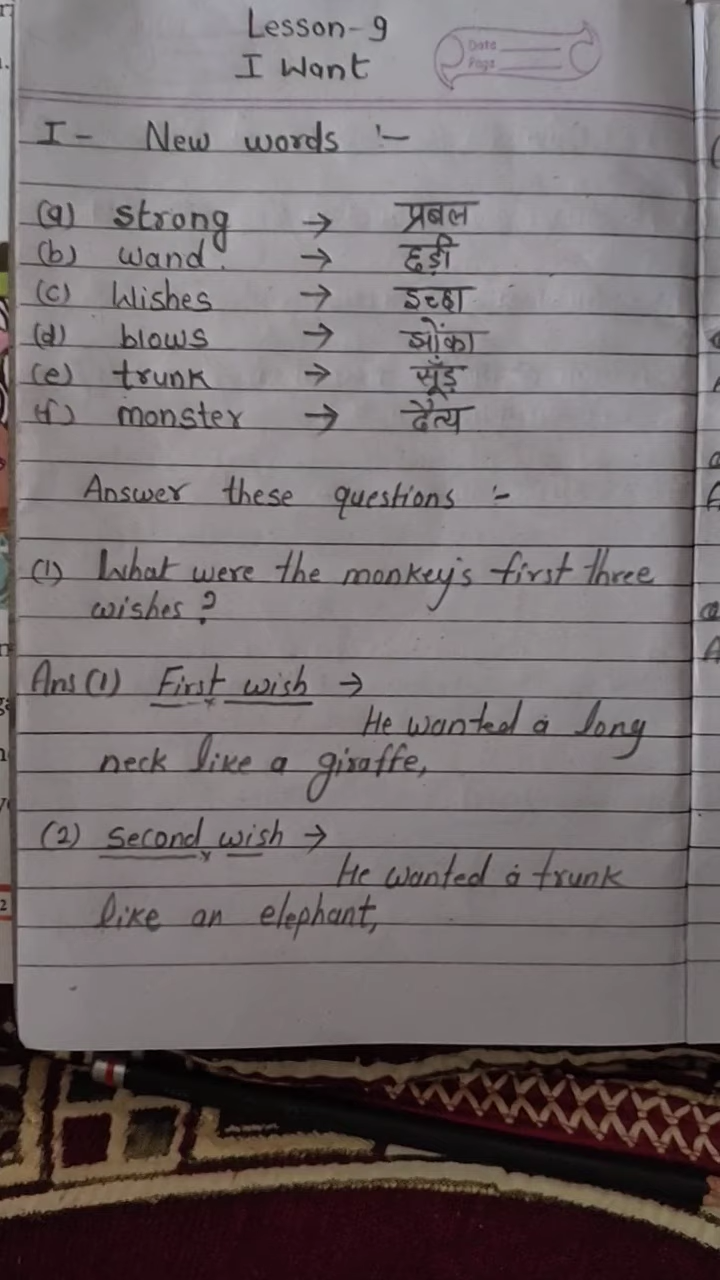 Lesson-9
I Want
Date
Page
I- New words :-
(a) strong → प्रबल
(b) wand. → छड़ी
(c) Wishes → इच्छा
(d) blows → झोंका
(e) trunk → सूँड़
(f) monster → दैत्य
Answer these questions :-
(1) What were the monkey's first three
wishes?
Ans (1) First wish →
He wanted a long
neck like a giraffe,
(2) second wish →
He wanted a trunk
like an elephant,